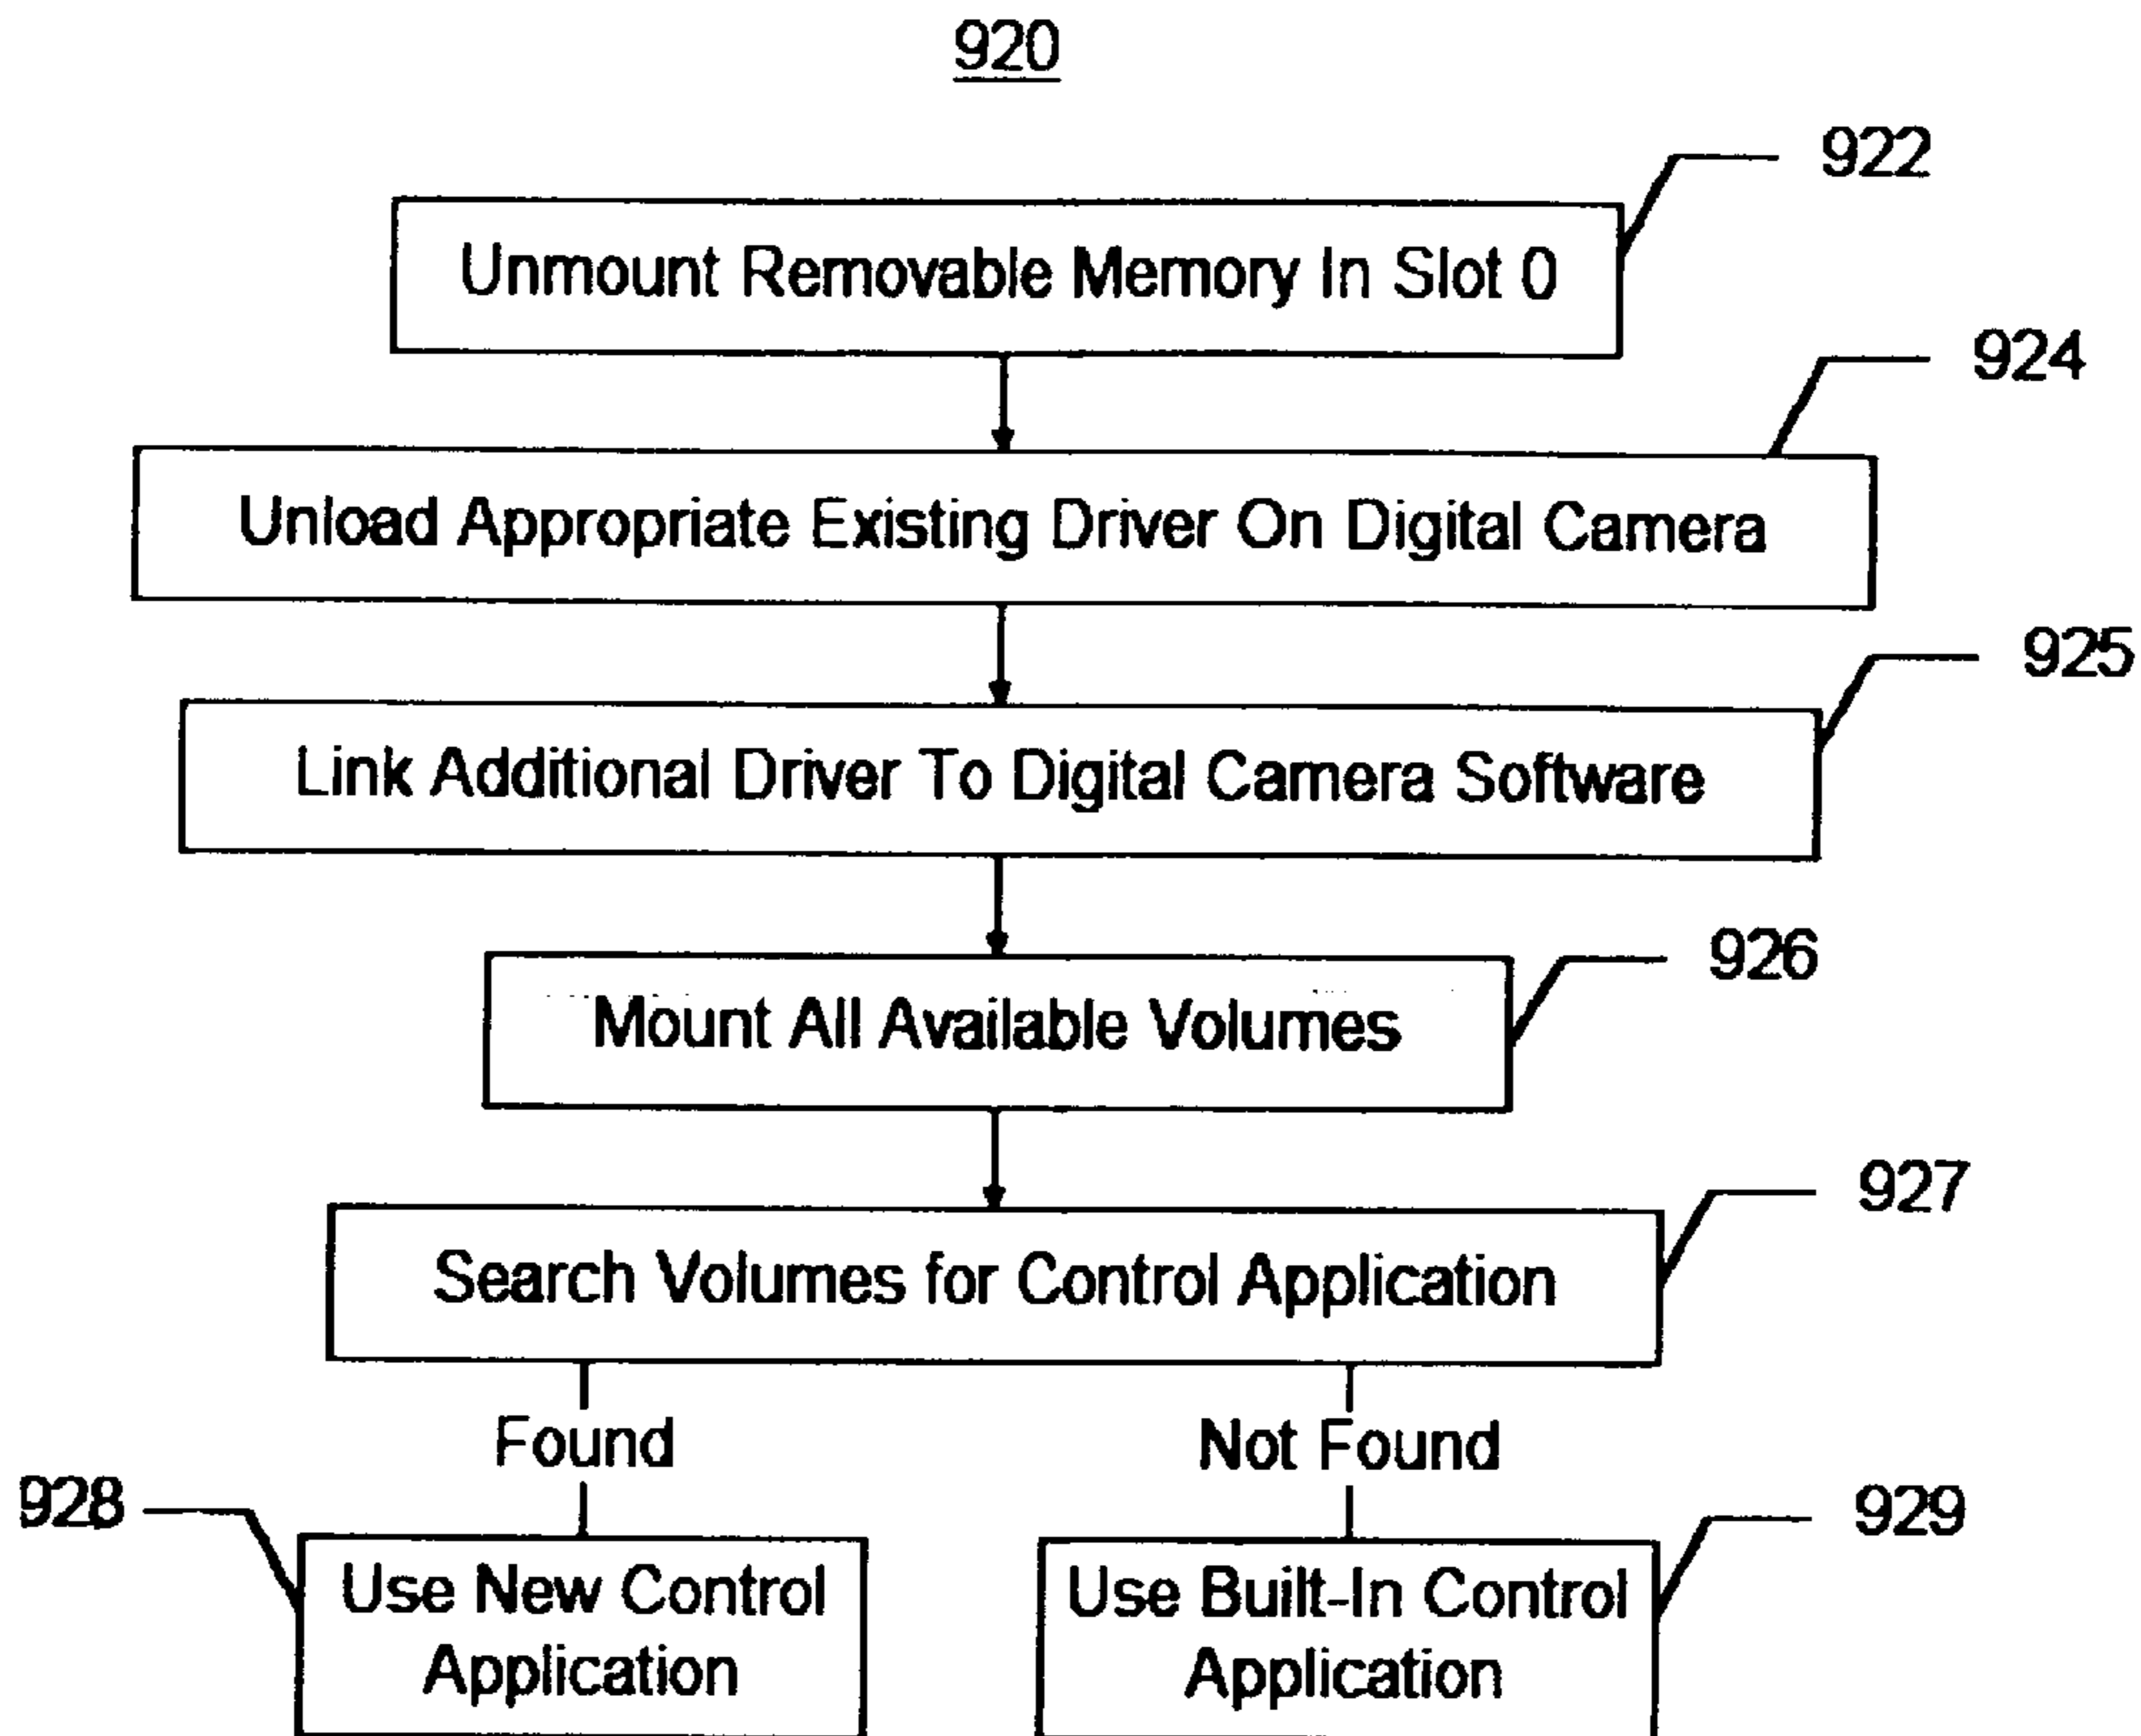 920
922
Unmount Removable Memory In Slot 0
924
Unload Appropriate Existing Driver On Digital Camera
925
Link Additional Driver To Digital Camera Software
926
Mount All Available Volumes
927
Search Volumes for Control Application
Found
Not Found
928
929
Use New Control
Application
Use Built-In Control
Application